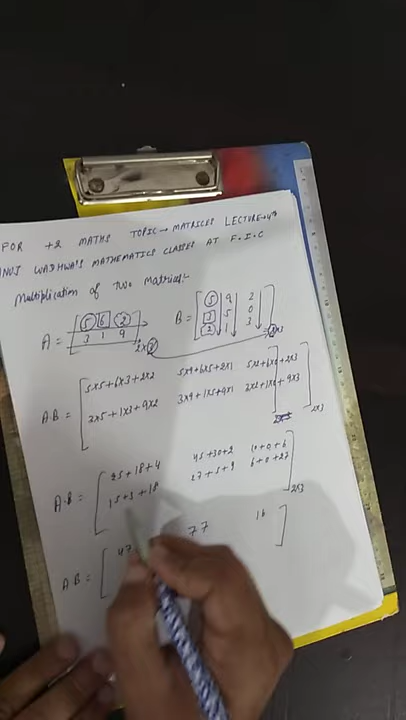 FOR +2 MATHS TOPIC → MATRICES LECTURE → 4th
ANUJ WADHWA'S MATHEMATICS CLASSES AT F.I.C
Multiplication of two Matrices:-
A = [ 5 6 2 B = [ 5 9 2
3 1 9 ] 2×3 3 5 0
2 1 3 ] 3×3
AB = [ 5×5+6×3+2×2 5×9+6×5+2×1 5×2+6×0+2×3
3×5+1×3+9×2 3×9+1×5+9×1 3×2+1×0+9×3 ] 2×3
A·B = [ 25+18+4 45+30+2 10+0+6
15+3+18 27+5+9 6+0+27 ] 2×3
AB = [ 47 77 16 ]